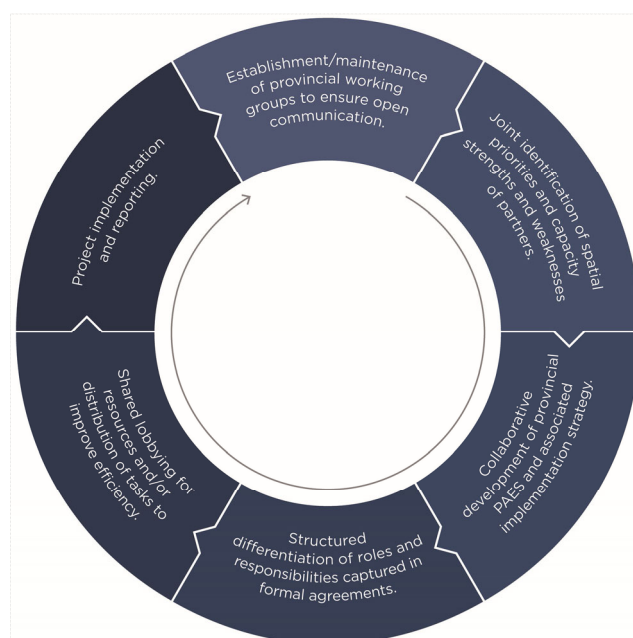 Establishment/maintenance
of provincial working
groups to ensure open
communication.
Joint identification of spatial
priorities and capacity
strengths and weaknesses
of partners.
Collaborative
development of provincial
PAES and associated
implementation strategy.
Structured
differentiation of roles and
responsibilities captured in
formal agreements.
Shared lobbying for
resources and/or
distribution of tasks to
improve efficiency.
Project implementation
and reporting.